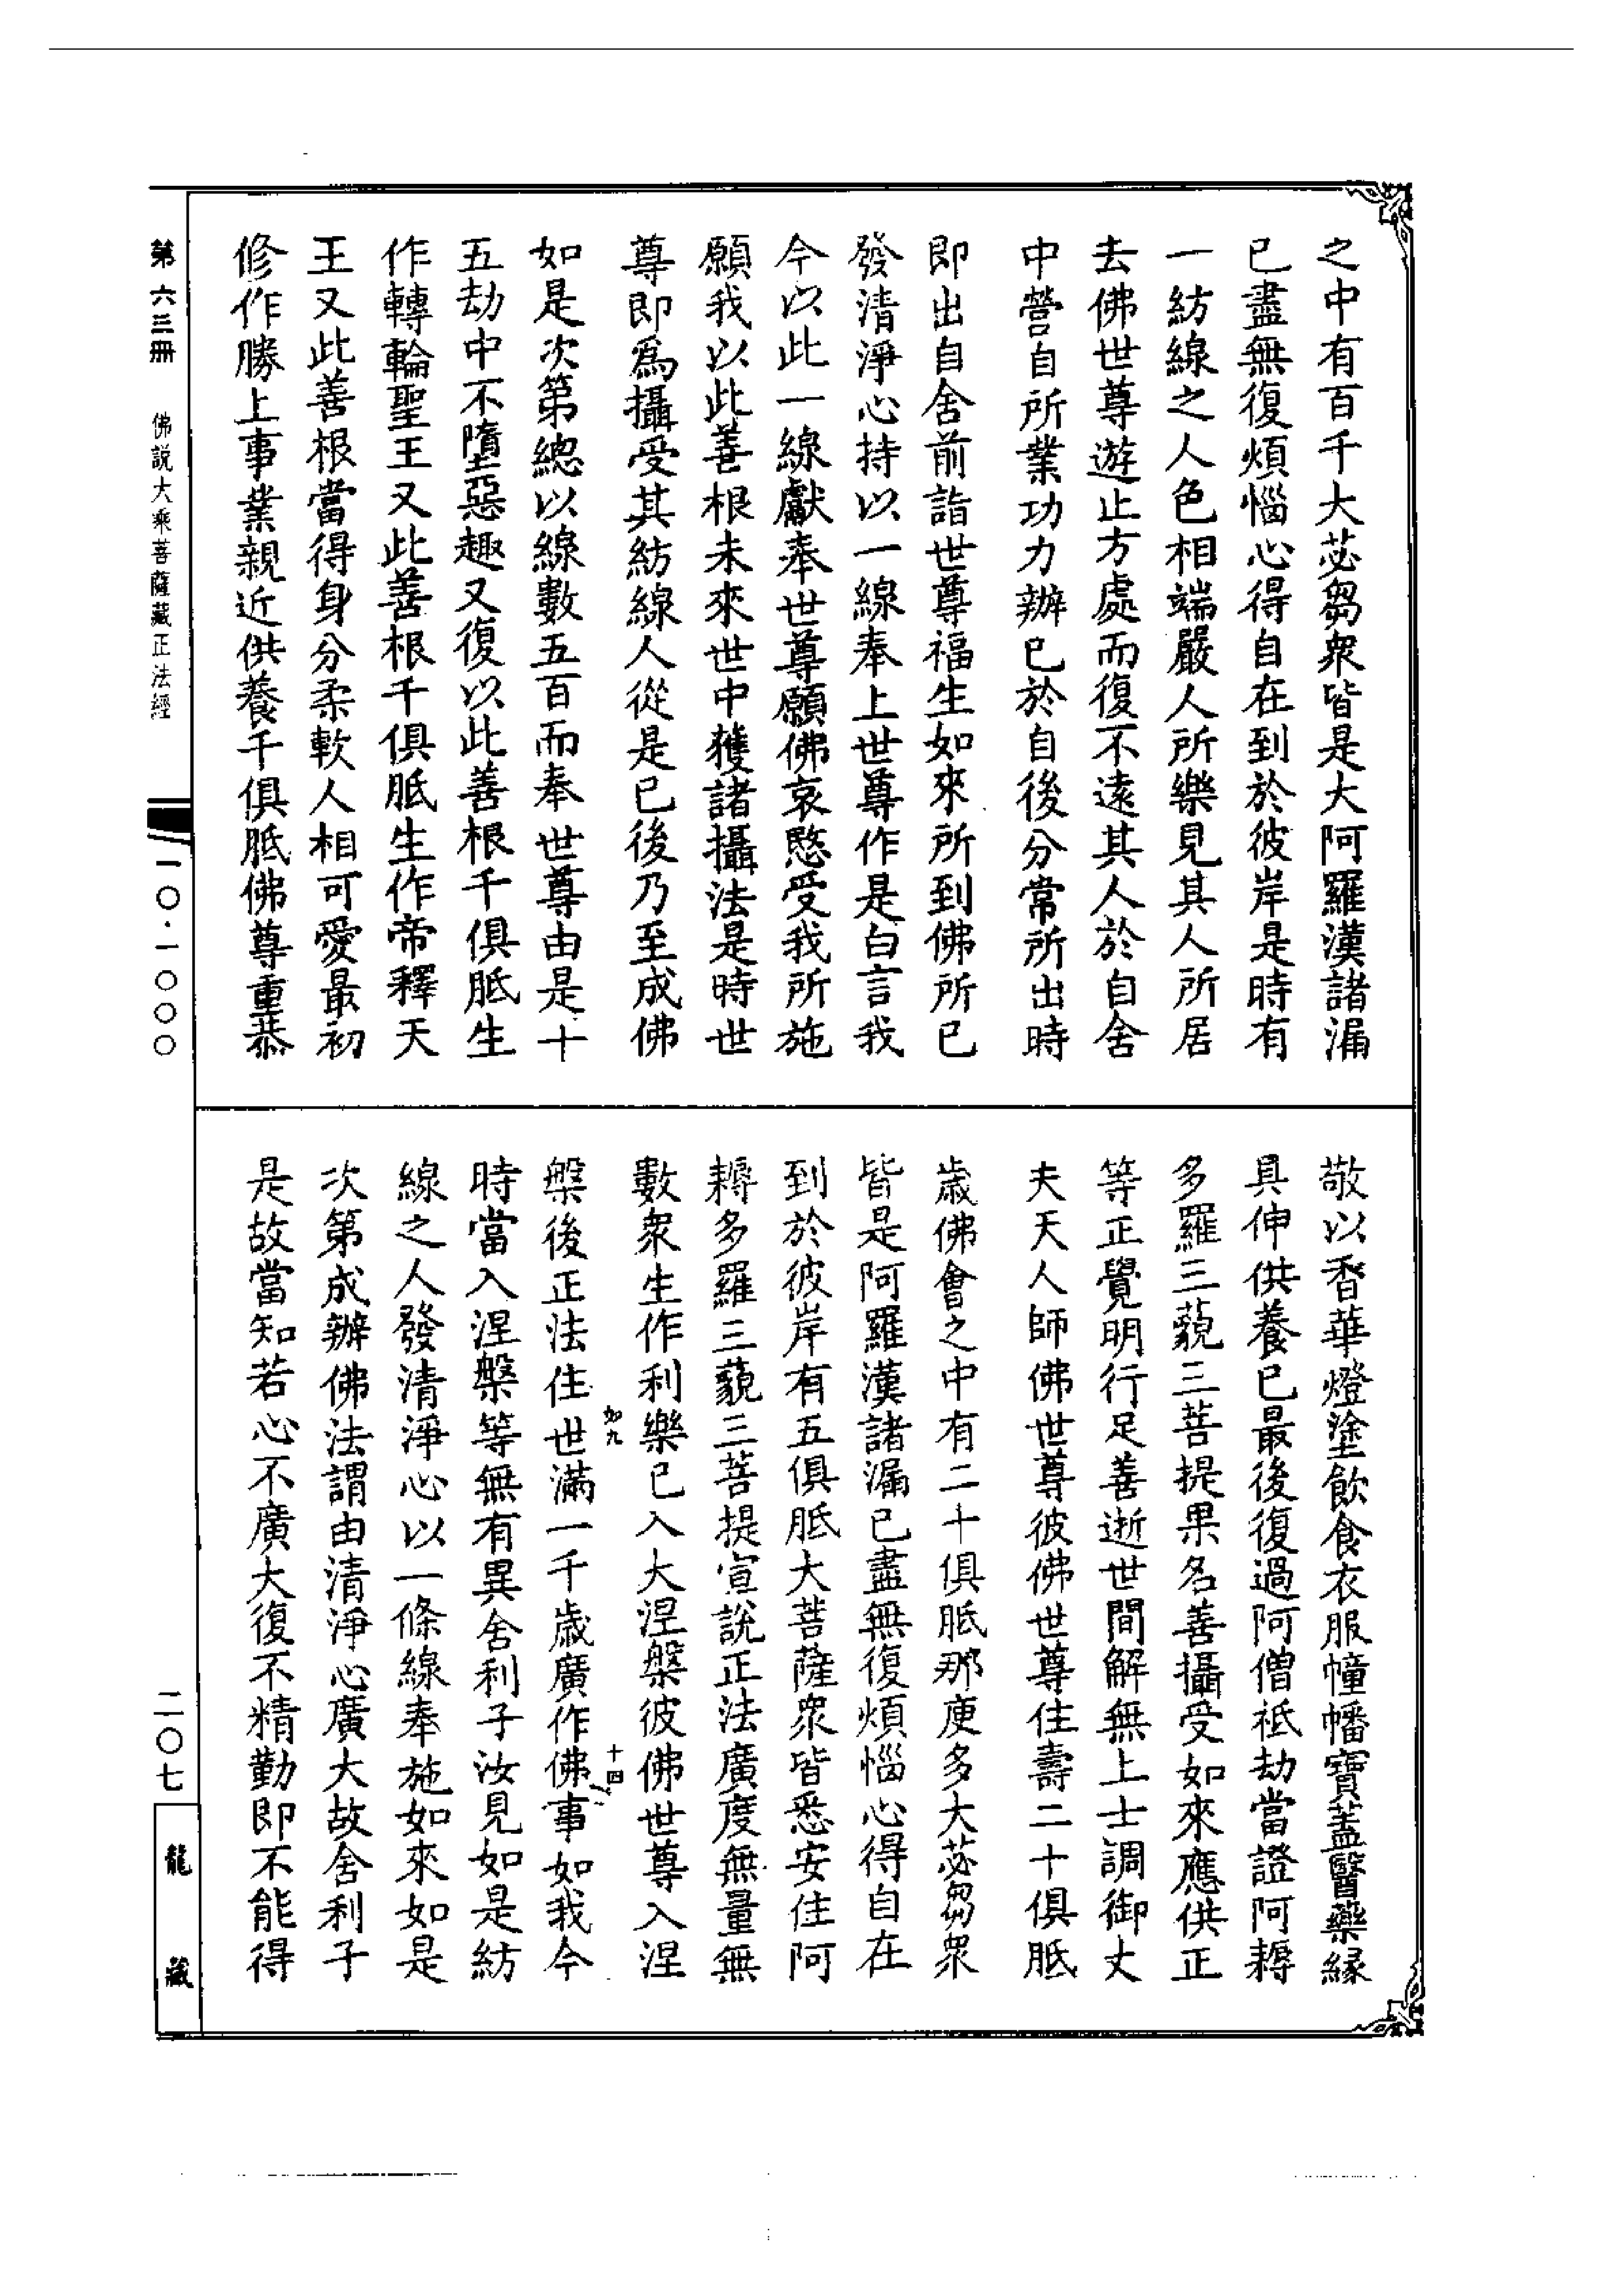 之中有百千大苾芻衆皆是大阿羅漢諸漏
已盡無復煩惱心得自在到於彼岸是時有
一紡線之人色相端嚴人所樂見其人所居
去佛世尊遊止方處而復不遠其人於自舍
中營自所業功力辦已於自後分常所出時
即出自舍前詣世尊福生如來所到佛所已
發清淨心持以一線奉上世尊作是白言我
今以此一線獻奉世尊願佛哀愍受我所施
願我以此善根未來世中獲諸攝法是時世
尊即爲攝受其紡線人從是已後乃至成佛
如是次第總以線數五百而奉世尊由是十
五劫中不墮惡趣又復以此善根千俱胝生
作轉輪聖王又此善根千俱胝生作帝釋天
王又此善根當得身分柔軟人相可愛最初
修作勝上事業親近供養千俱胝佛尊重恭
敬以香華燈塗飲食衣服幢幡寶蓋醫藥緣
具伸供養已最後復過阿僧祇劫當證阿耨
多羅三藐三菩提果名善攝受如來應供正
等正覺明行足善逝世間解無上士調御丈
夫天人師佛世尊彼佛世尊住壽二十俱胝
歲佛會之中有二十俱胝那庾多大苾芻衆
皆是阿羅漢諸漏已盡無復煩惱心得自在
到於彼岸有五俱胝大菩薩衆皆悉安住阿
耨多羅三藐三菩提宣說正法廣度無量無
數衆生作利樂已入大涅槃彼佛世尊入涅
如九
十四
槃後正法住世滿一千歲廣作佛事如我今
時當入涅槃等無有異舍利子汝見如是紡
線之人發清淨心以一條線奉施如來如是
次第成辦佛法謂由清淨心廣大故舍利子
是故當知若心不廣大復不精勤即不能得
第六三冊
佛説大乘菩薩藏正法經
一〇·一〇〇〇
二〇七
龍藏